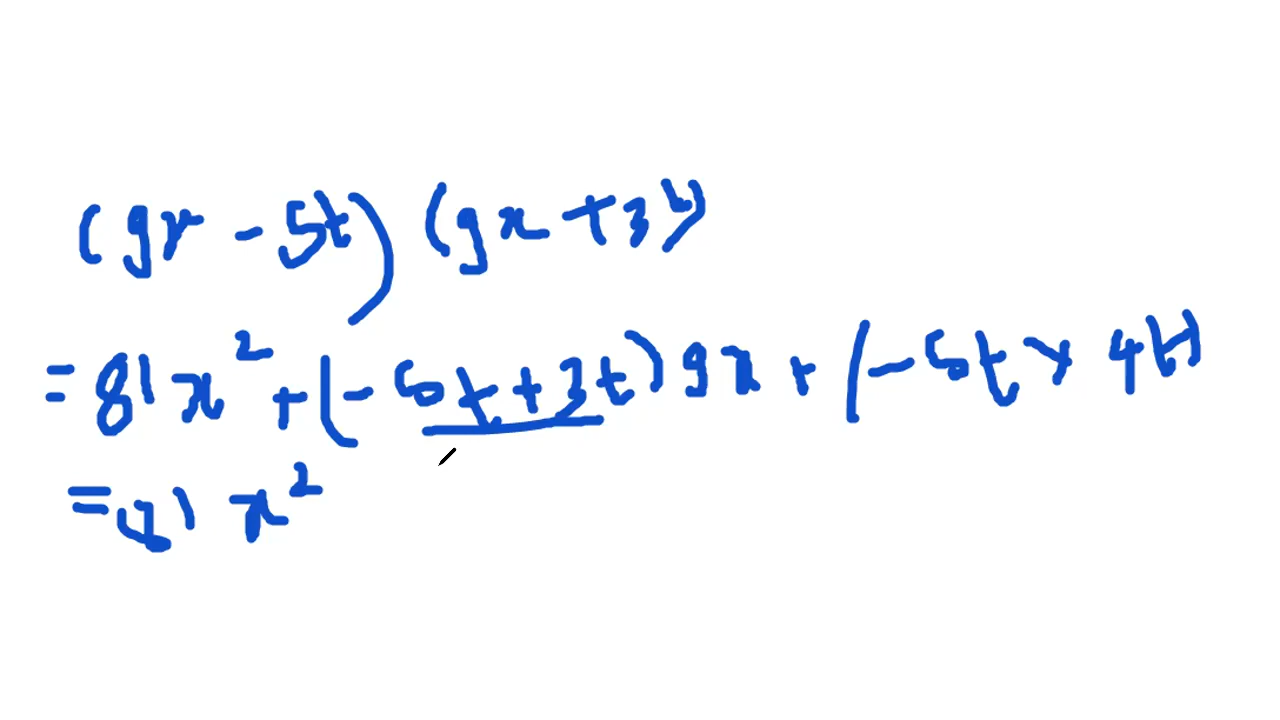 (9x - 5t) (9x + 3y)
= 81x² + (- 5t + 3t) 9x + (- 5t x 4t)
= 81 x²